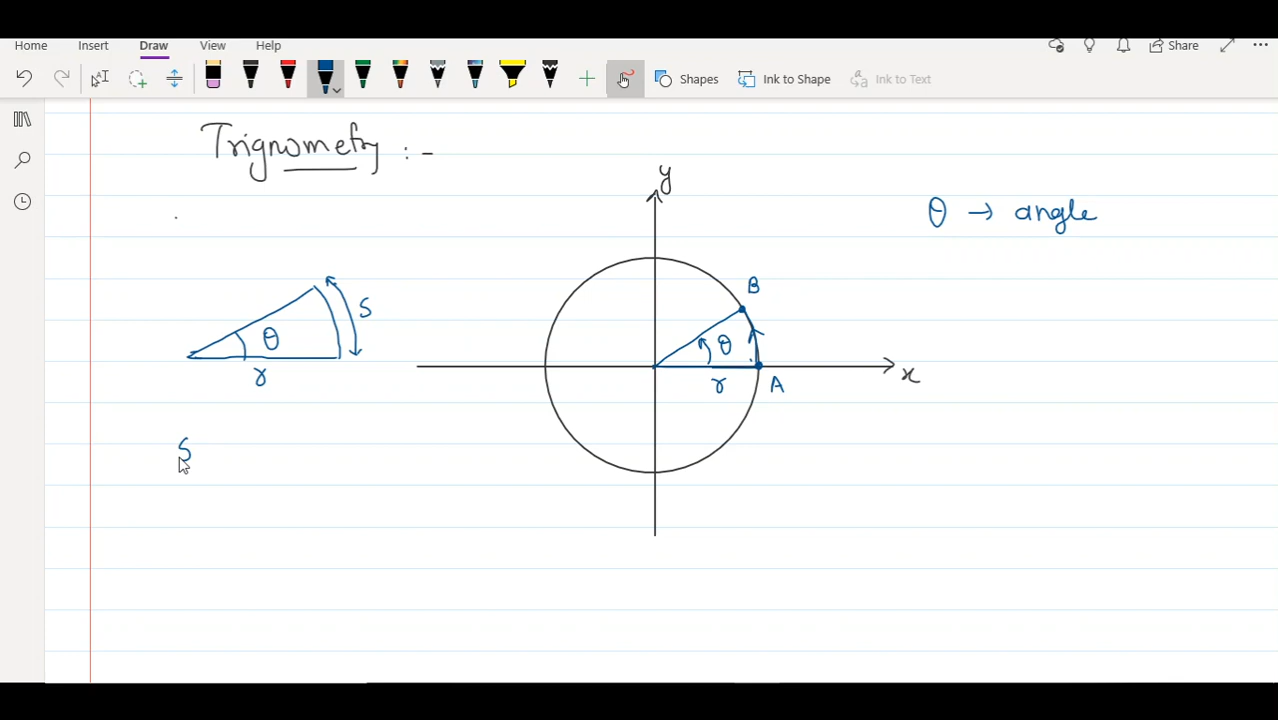 Home Insert Draw View Help
Share
Shapes Ink to Shape Ink to Text
Trignometry : -
y
θ → angle
B
S
θ
θ
r
r
A
x
S